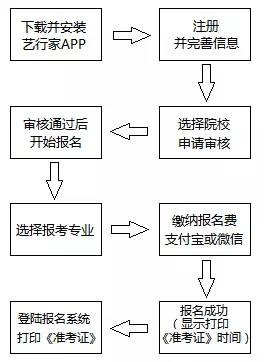 下载并安装
艺行家APP
注册
并完善信息
选择院校
申请审核
审核通过后
开始报名
选择报考专业
缴纳报名费
支付宝或微信
报名成功
（显示打印
《准考证》时间）
登陆报名系统
打印《准考证》